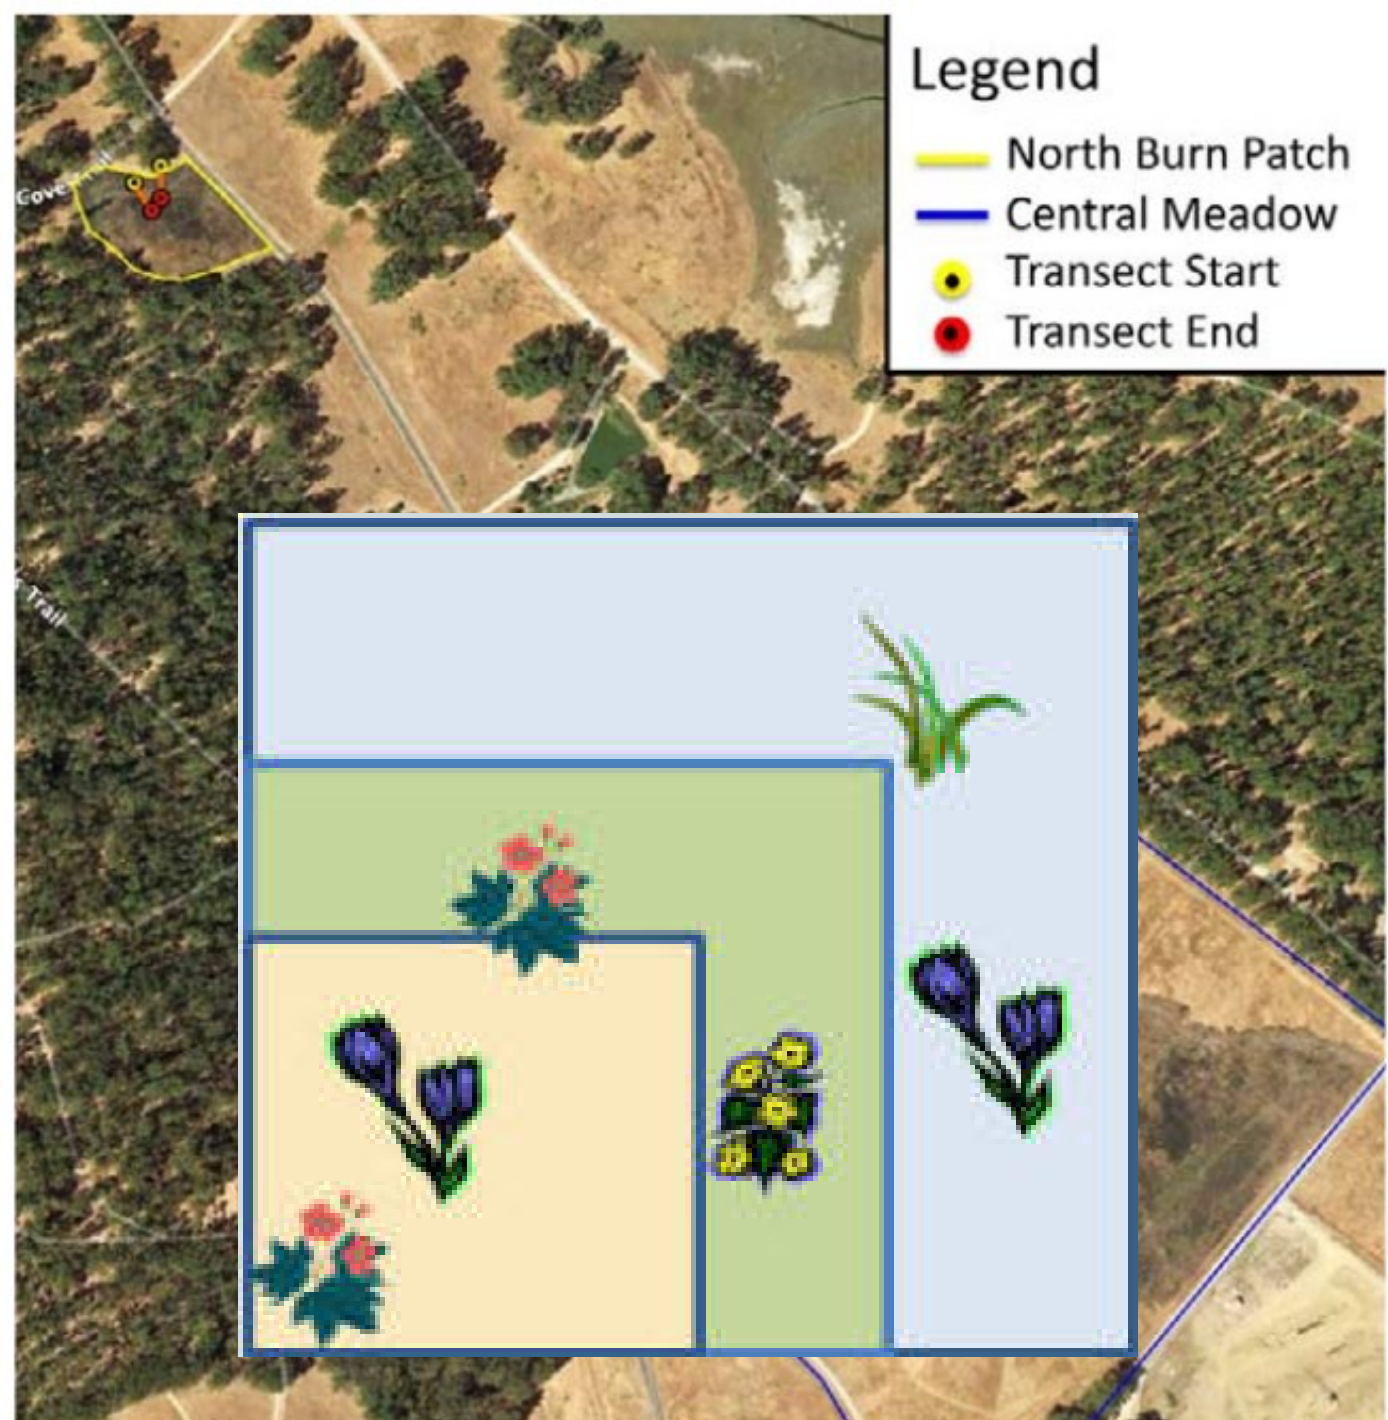 Legend
North Burn Patch
Central Meadow
Transect Start
Transect End
Cove
Trail